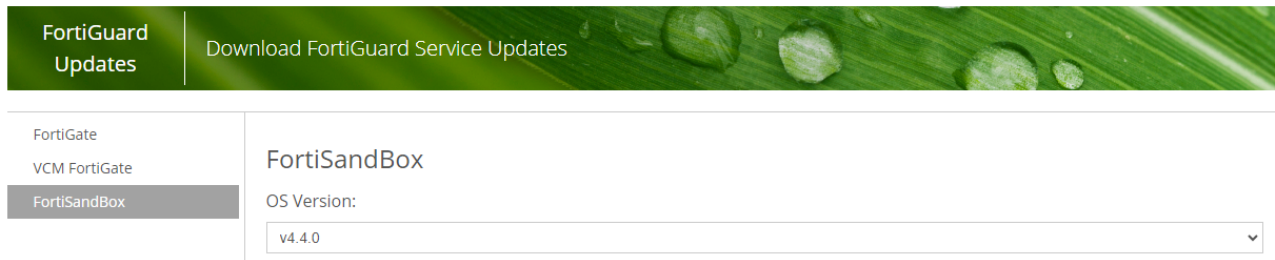 FortiGuard
Updates
Download FortiGuard Service Updates
FortiGate
VCM FortiGate
FortiSandBox
FortiSandBox
OS Version:
v4.4.0